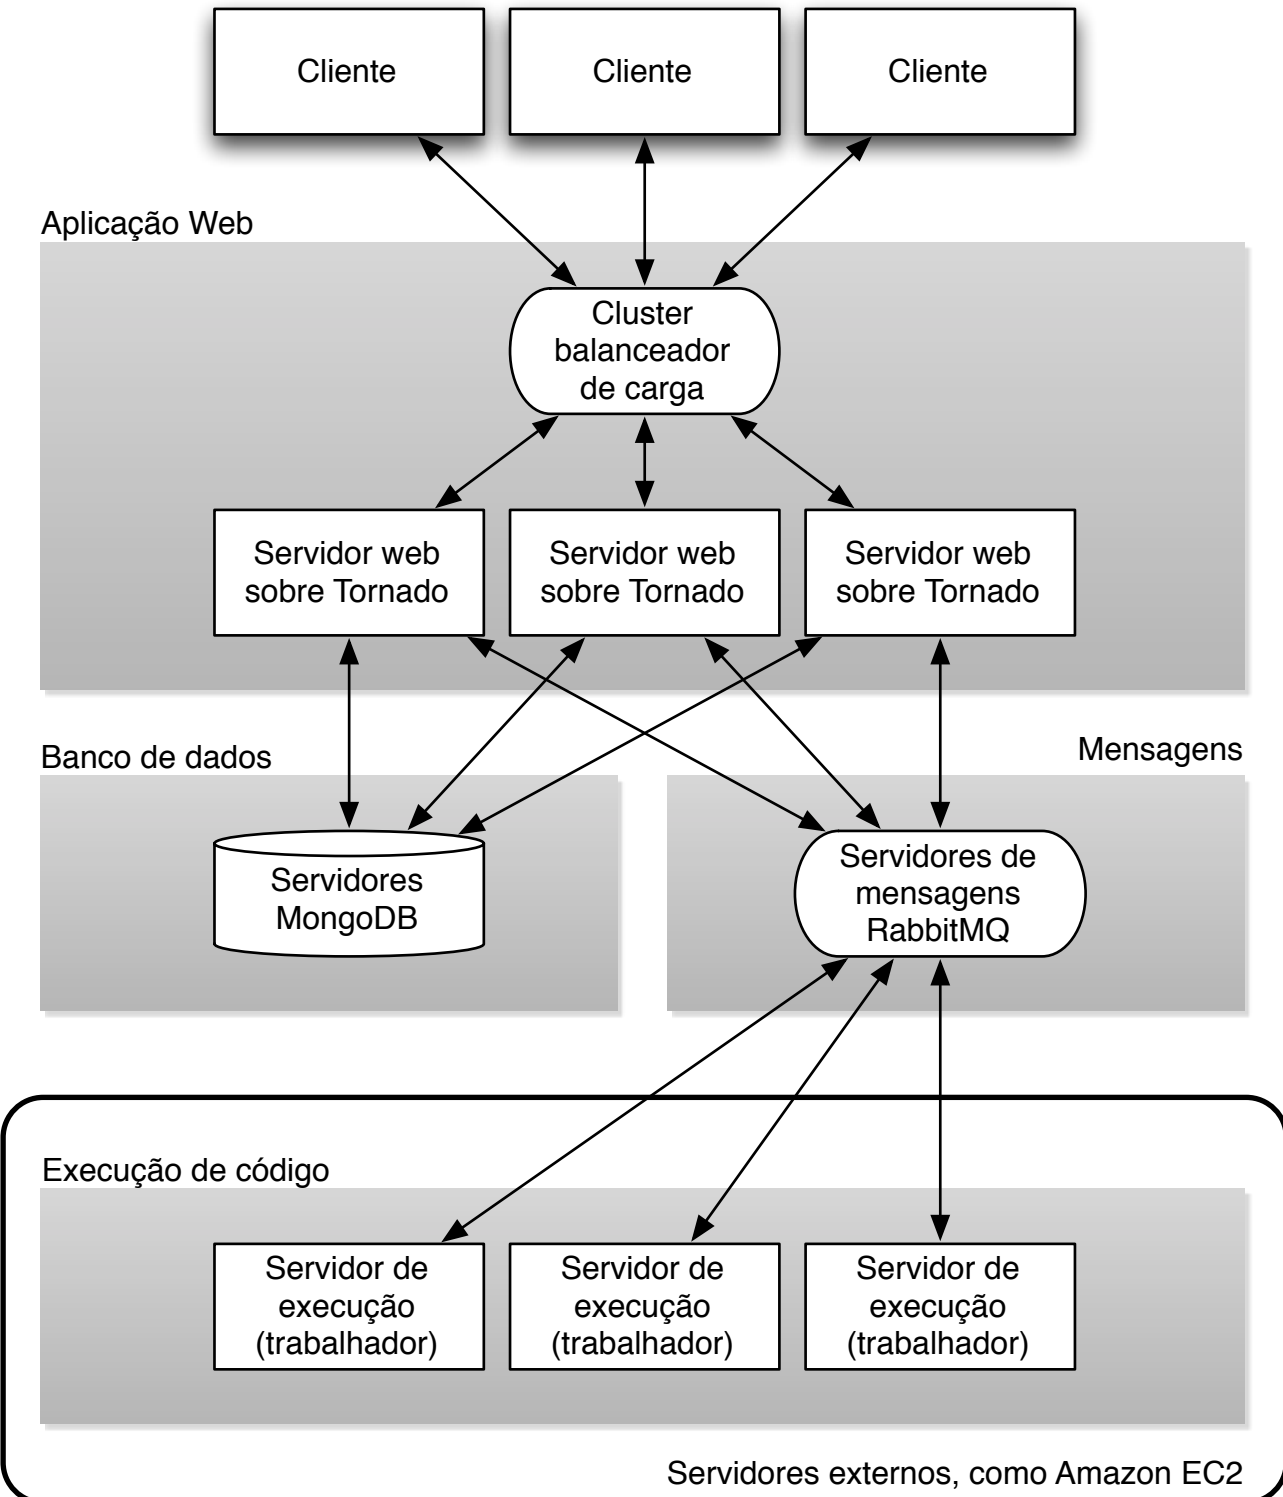 Cliente
Cliente
Cliente
Aplicação Web
Cluster
balanceador
de carga
Servidor web
sobre Tornado
Servidor web
sobre Tornado
Servidor web
sobre Tornado
Banco de dados
Mensagens
Servidores
MongoDB
Servidores de
mensagens
RabbitMQ
Execução de código
Servidor de
execução
(trabalhador)
Servidor de
execução
(trabalhador)
Servidor de
execução
(trabalhador)
Servidores externos, como Amazon EC2